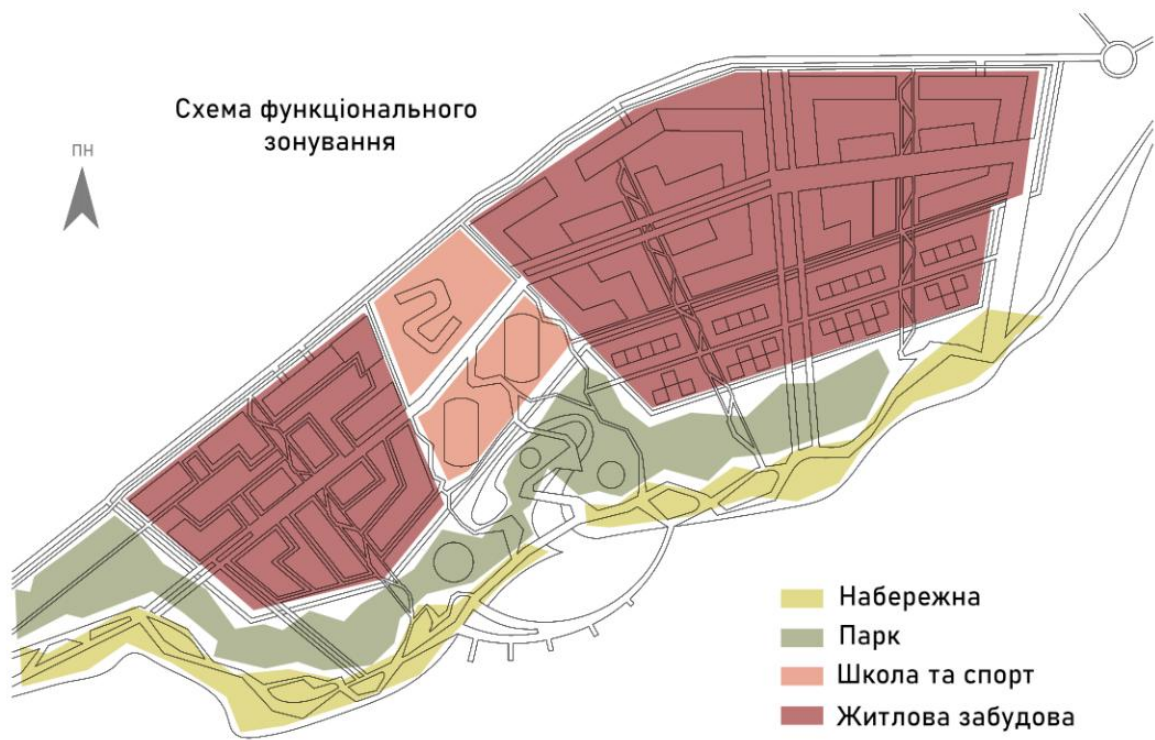 Схема функціонального
зонування
ПН
Набережна
Парк
Школа та спорт
Житлова забудова